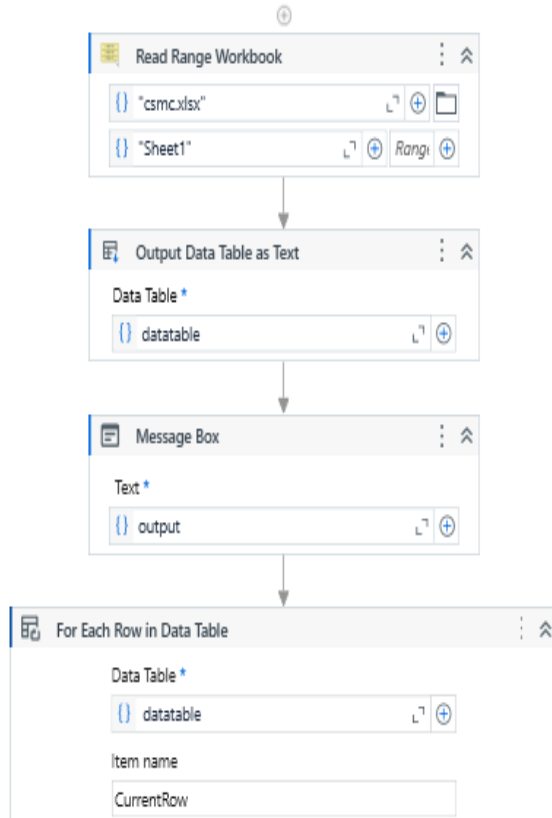 Read Range Workbook
{} "csmc.xlsx"
{} "Sheet1" Range
Output Data Table as Text
Data Table *
{} datatable
Message Box
Text *
{} output
For Each Row in Data Table
Data Table *
{} datatable
Item name
CurrentRow